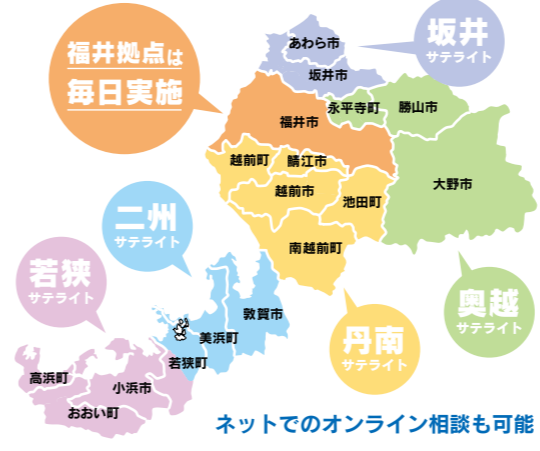 坂井
サテライト
あわら市
坂井市
福井拠点は
毎日実施
永平寺町
勝山市
福井市
越前町
鯖江市
越前市
池田町
大野市
南越前町
二州
サテライト
若狭
サテライト
敦賀市
美浜町
若狭町
奥越
サテライト
丹南
サテライト
高浜町
小浜市
おおい町
ネットでのオンライン相談も可能